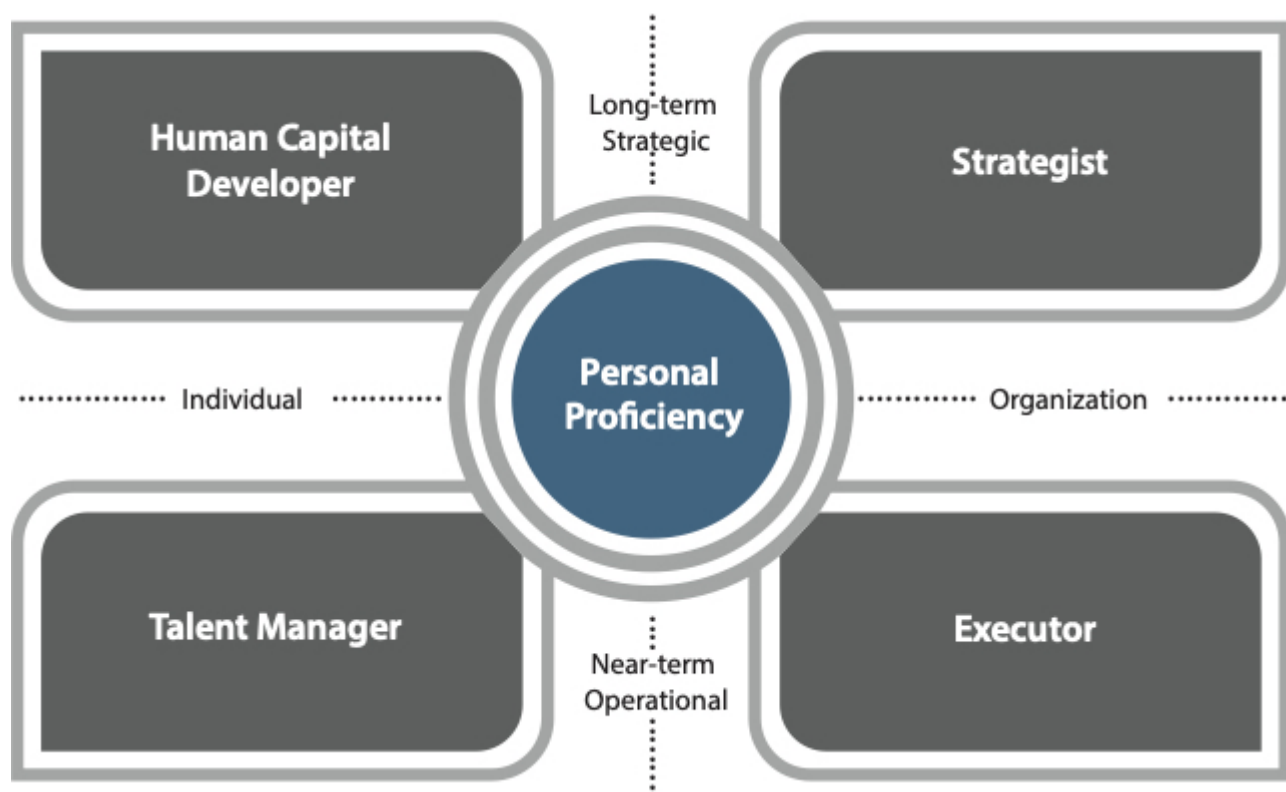 Human Capital
Developer
Long-term
Strategic
Strategist
Individual
Personal
Proficiency
Organization
Talent Manager
Near-term
Operational
Executor